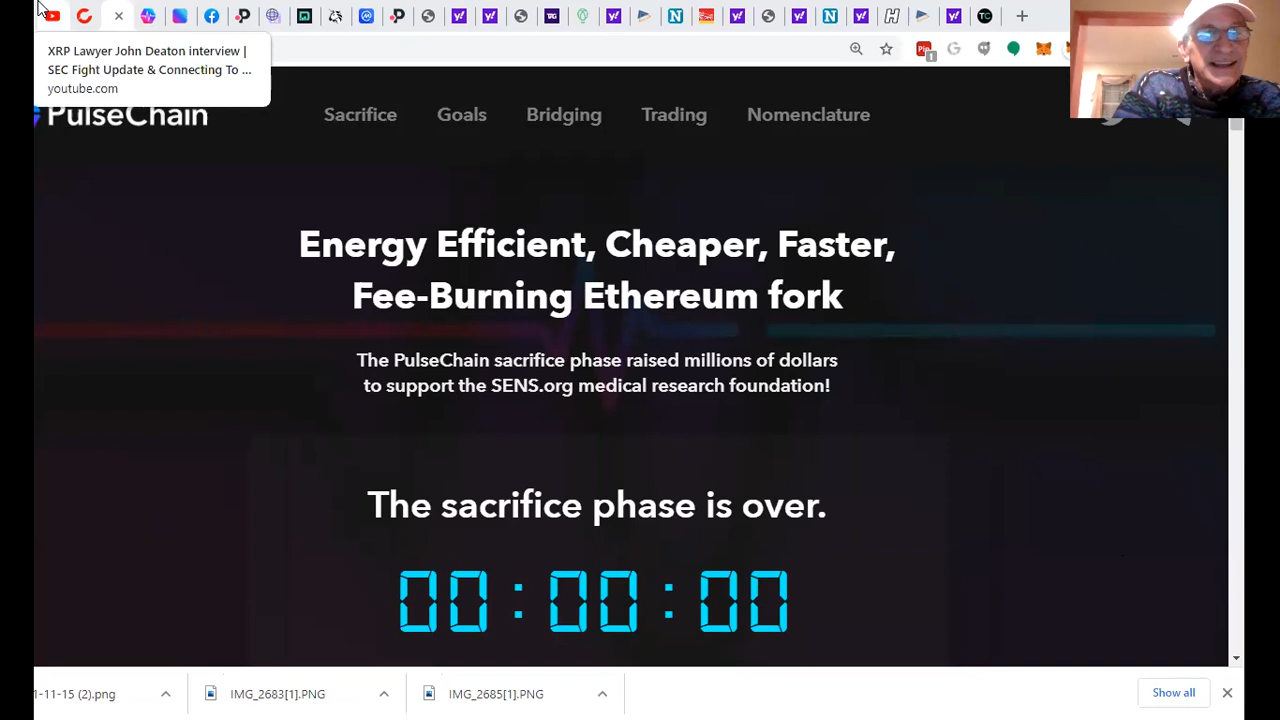 XRP Lawyer John Deaton interview |
SEC Fight Update & Connecting To ...
youtube.com
PulseChain
Sacrifice
Goals
Bridging
Trading
Nomenclature
Energy Efficient, Cheaper, Faster,
Fee-Burning Ethereum fork
The PulseChain sacrifice phase raised millions of dollars
to support the SENS.org medical research foundation!
The sacrifice phase is over.
00:00:00
1-11-15 (2).png
IMG_2683[1].PNG
IMG_2685[1].PNG
Show all